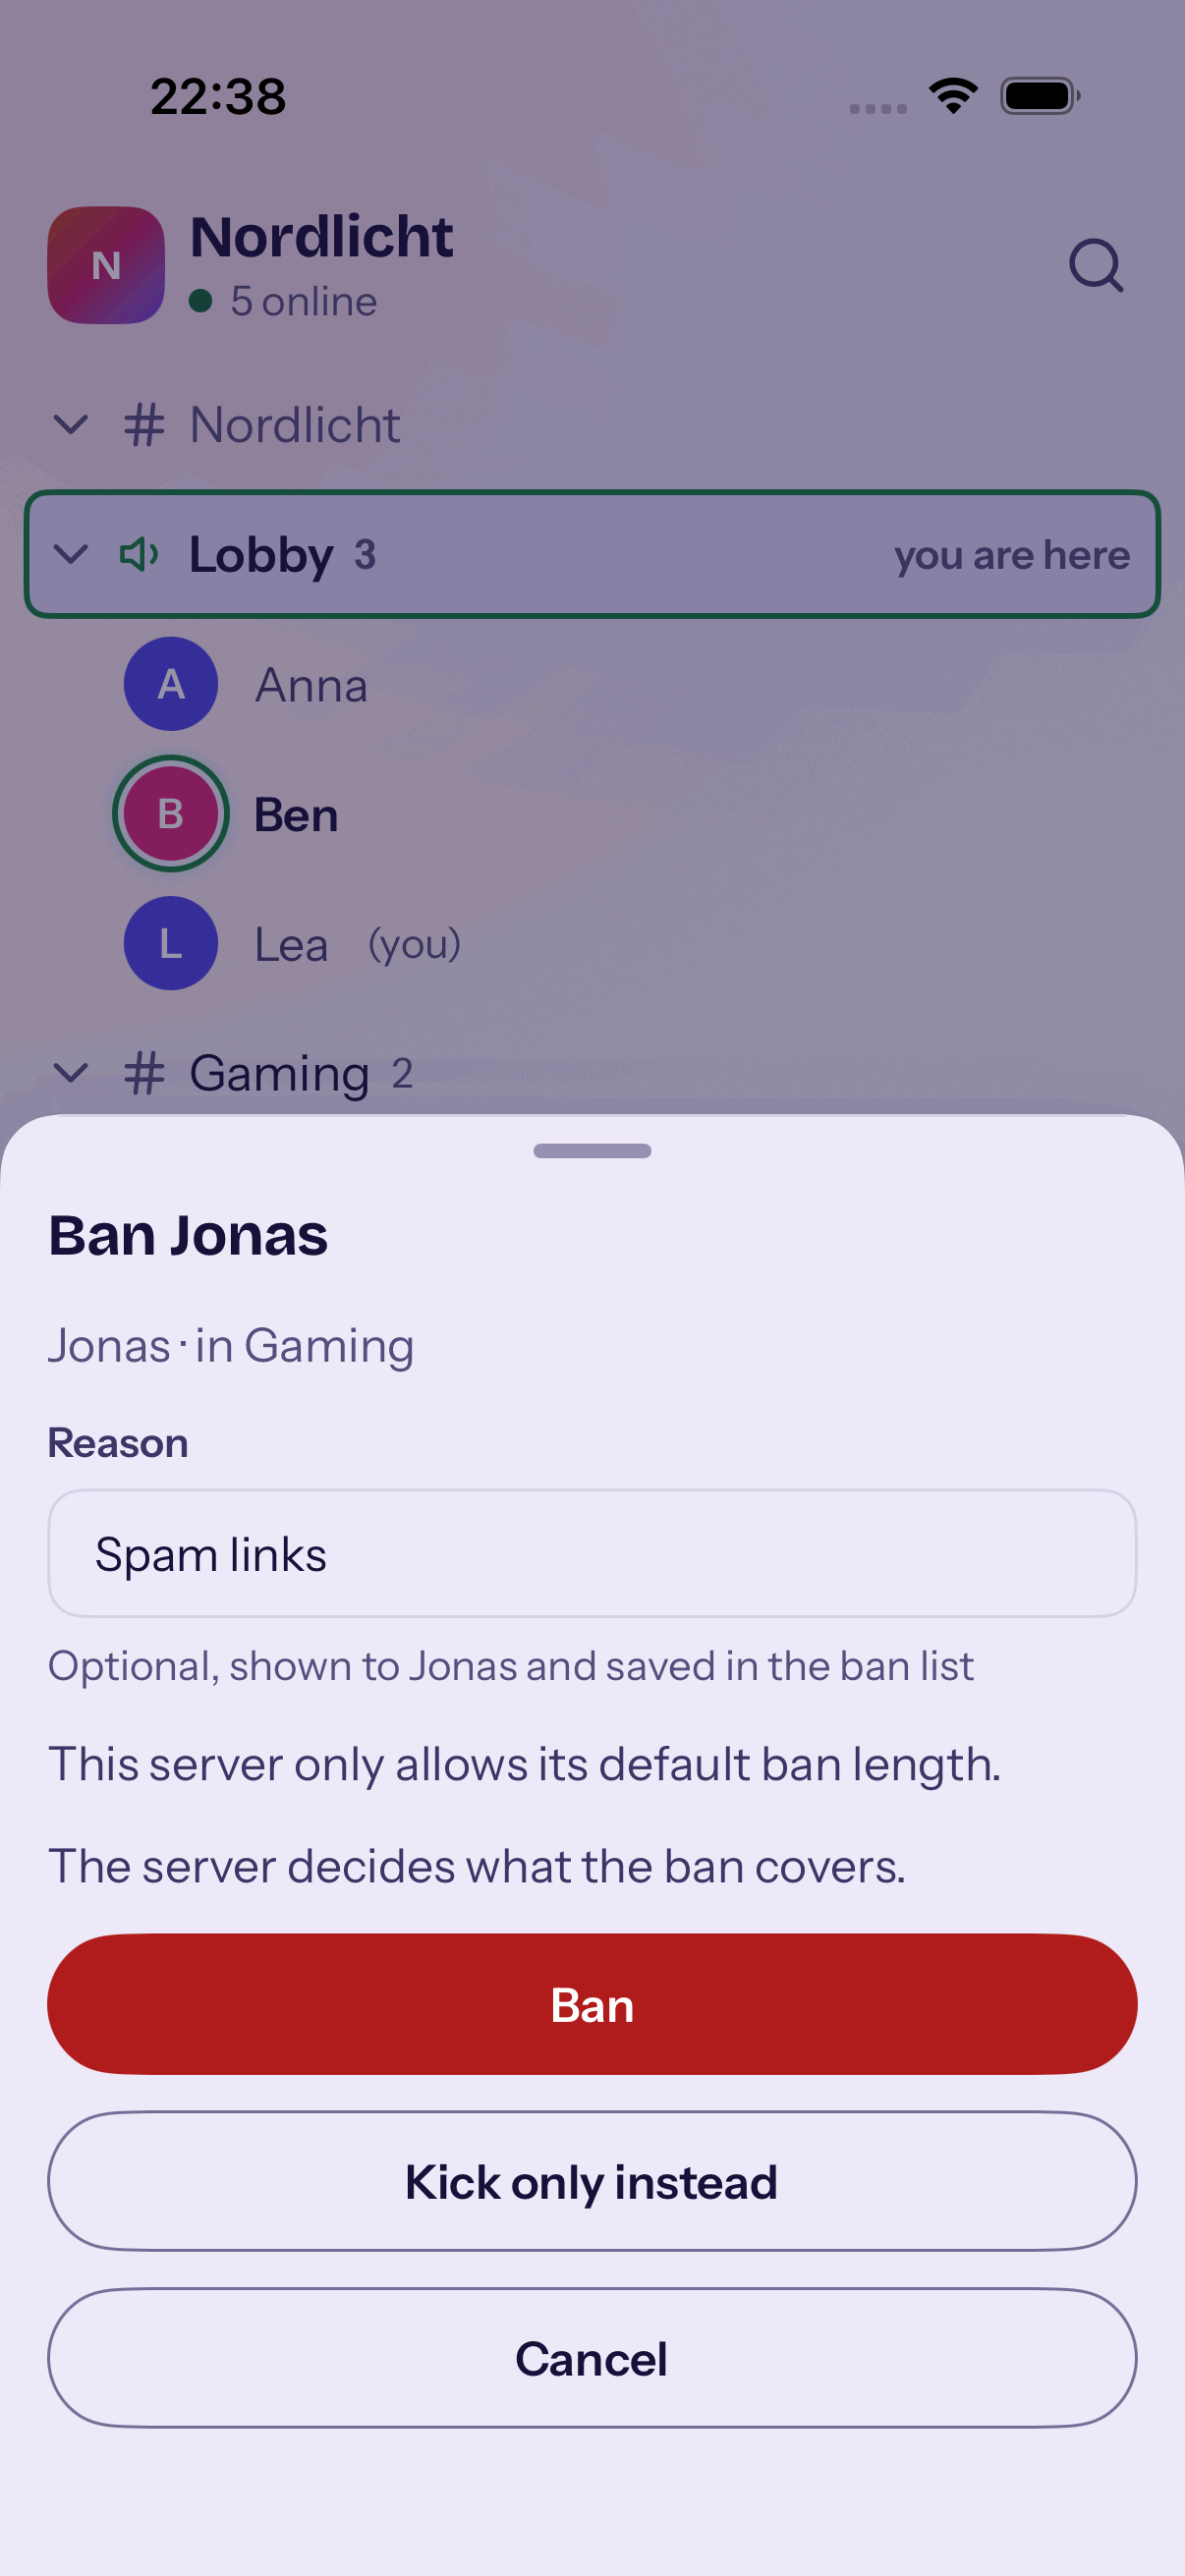 22:38
N
Nordlicht
5 online
# Nordlicht
Lobby 3 you are here
A Anna
B Ben
L Lea (you)
# Gaming 2
Ban Jonas
Jonas · in Gaming
Reason
Spam links
Optional, shown to Jonas and saved in the ban list
This server only allows its default ban length.
The server decides what the ban covers.
Ban
Kick only instead
Cancel